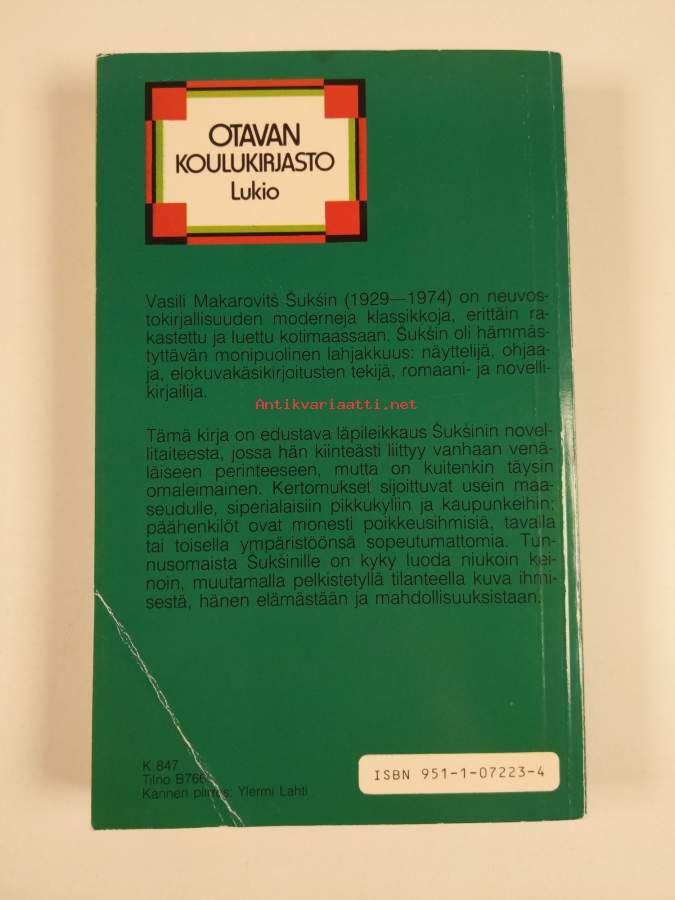 OTAVAN
KOULUKIRJASTO
Lukio
Vasili Makarovitš Šukšin (1929—1974) on neuvos-
tokirjallisuuden moderneja klassikkoja, erittäin ra-
kastettu ja luettu kotimaassaan. Šukšin oli hämmäs-
tyttävän monipuolinen lahjakkuus: näyttelijä, ohjaa-
ja, elokuvakäsikirjoitusten tekijä, romaani- ja novelli-
kirjailija.
Antikvariaatti.net
Tämä kirja on edustava läpileikkaus Šukšinin novel-
litaiteesta, jossa hän kiinteästi liittyy vanhaan venä-
läiseen perinteeseen, mutta on kuitenkin täysin
omaleimainen. Kertomukset sijoittuvat usein maa-
seudulle, siperialaisiin pikkukyliin ja kaupunkeihin;
päähenkilöt ovat monesti poikkeusihmisiä, tavalla
tai toisella ympäristöönsä sopeutumattomia. Tun-
nusomaista Šukšinille on kyky luoda niukoin kei-
noin, muutamalla pelkistetyllä tilanteella kuva ihmi-
sestä, hänen elämästään ja mahdollisuuksistaan.
K 847
Tilno
Kannen piirros: Ylermi Lahti
ISBN 951-1-07223-4